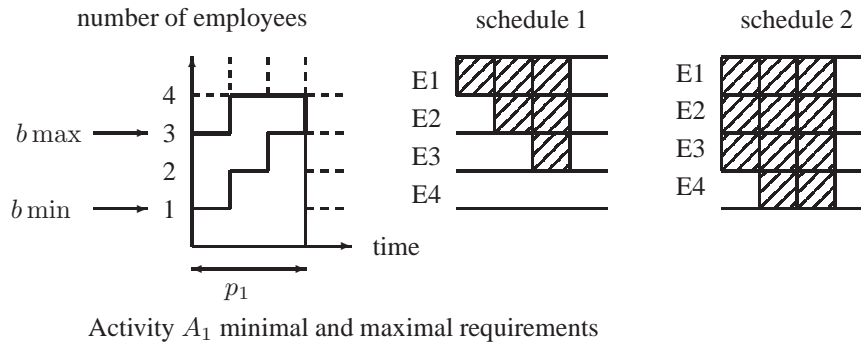 number of employees
schedule 1
schedule 2
4
b max
3
2
b min
1
time
p₁
E1
E2
E3
E4
E1
E2
E3
E4
Activity A₁ minimal and maximal requirements